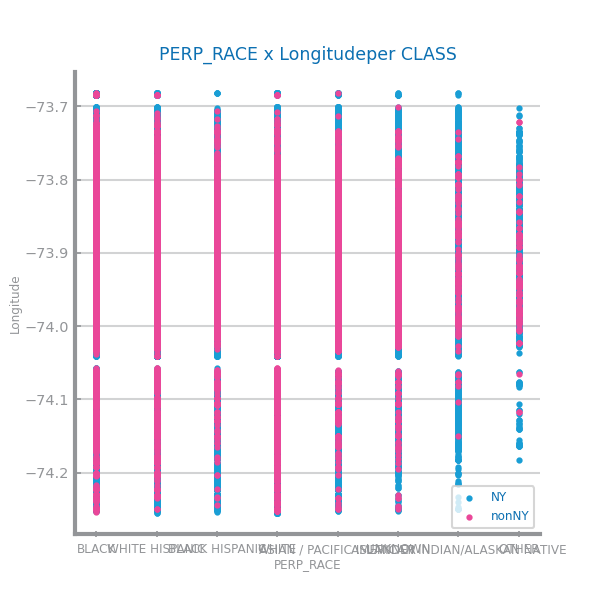 PERP_RACE x Longitudeper CLASS
−73.7
−73.8
−73.9
−74.0
−74.1
−74.2
Longitude
BLACK
WHITE HISPANIC
BLACK HISPANIC
WHITE
ASIAN / PACIFIC ISLANDER
UNKNOWN
AMERICAN INDIAN/ALASKAN NATIVE
OTHER
PERP_RACE
NY
nonNY